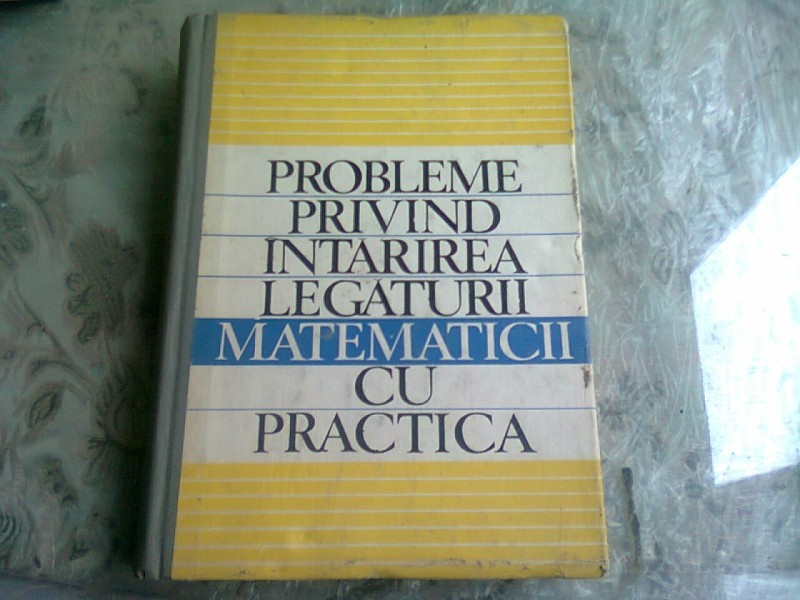 PROBLEME
PRIVIND
INTARIREA
LEGATURII
MATEMATICII
CU
PRACTICA